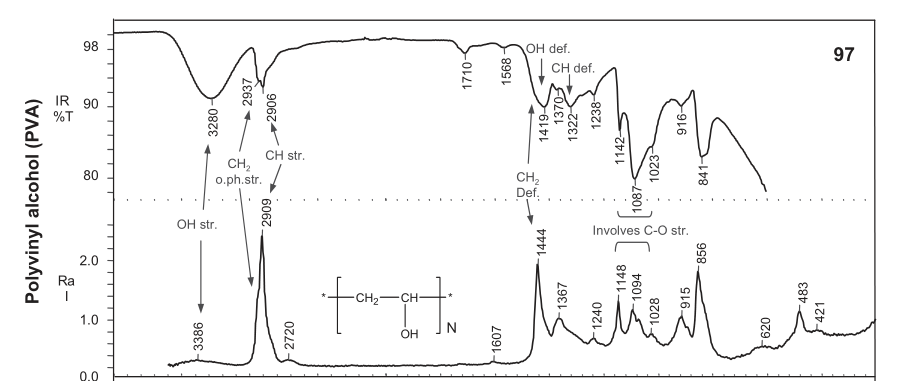 Polyvinyl alcohol (PVA)
97
IR
%T
98
90
80
3280
2937
2906
1710
1568
OH def.
CH def.
1419
1370
1322
1238
1142
1087
1023
916
841
CH₂
o.ph.str.
CH str.
OH str.
CH₂
Def.
Involves C-O str.
Ra
I
2.0
1.0
0.0
3386
2909
2720
1607
1444
1367
1240
1148
1094
1028
915
856
620
483
421
* CH₂ CH *
OH N